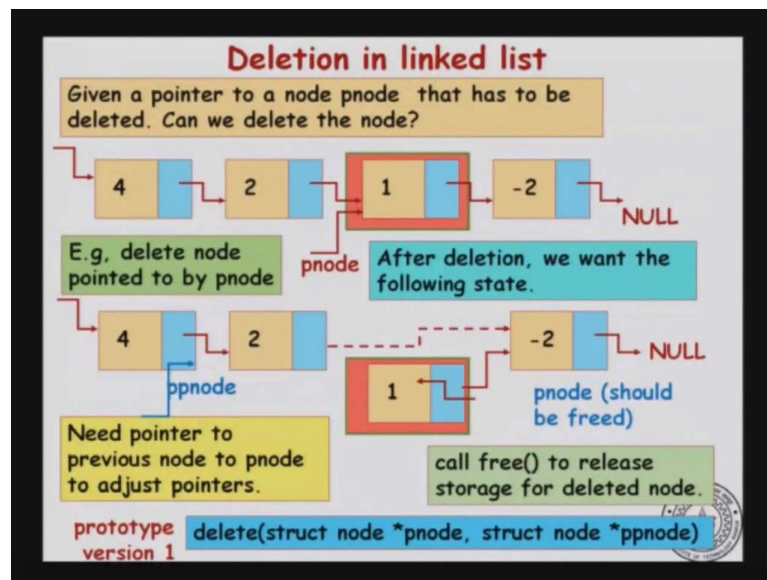 Deletion in linked list
Given a pointer to a node pnode that has to be
deleted. Can we delete the node?
4 2 1 -2
NULL
E.g, delete node
pointed to by pnode
pnode
After deletion, we want the
following state.
4 2 -2
NULL
ppnode
1
pnode (should
be freed)
Need pointer to
previous node to pnode
to adjust pointers.
call free() to release
storage for deleted node.
prototype
version 1
delete(struct node *pnode, struct node *ppnode)